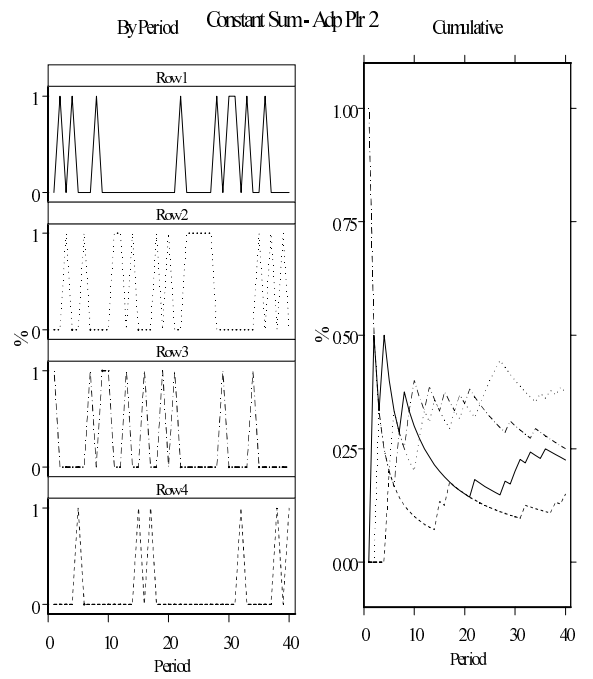 Constant Sum - Adp Plr 2
By Period
Cumulative
Row1
1
0
Row2
1
0
Row3
1
0
Row4
1
0
%
0 10 20 30 40
Period
1.00
0.75
0.50
0.25
0.00
%
0 10 20 30 40
Period